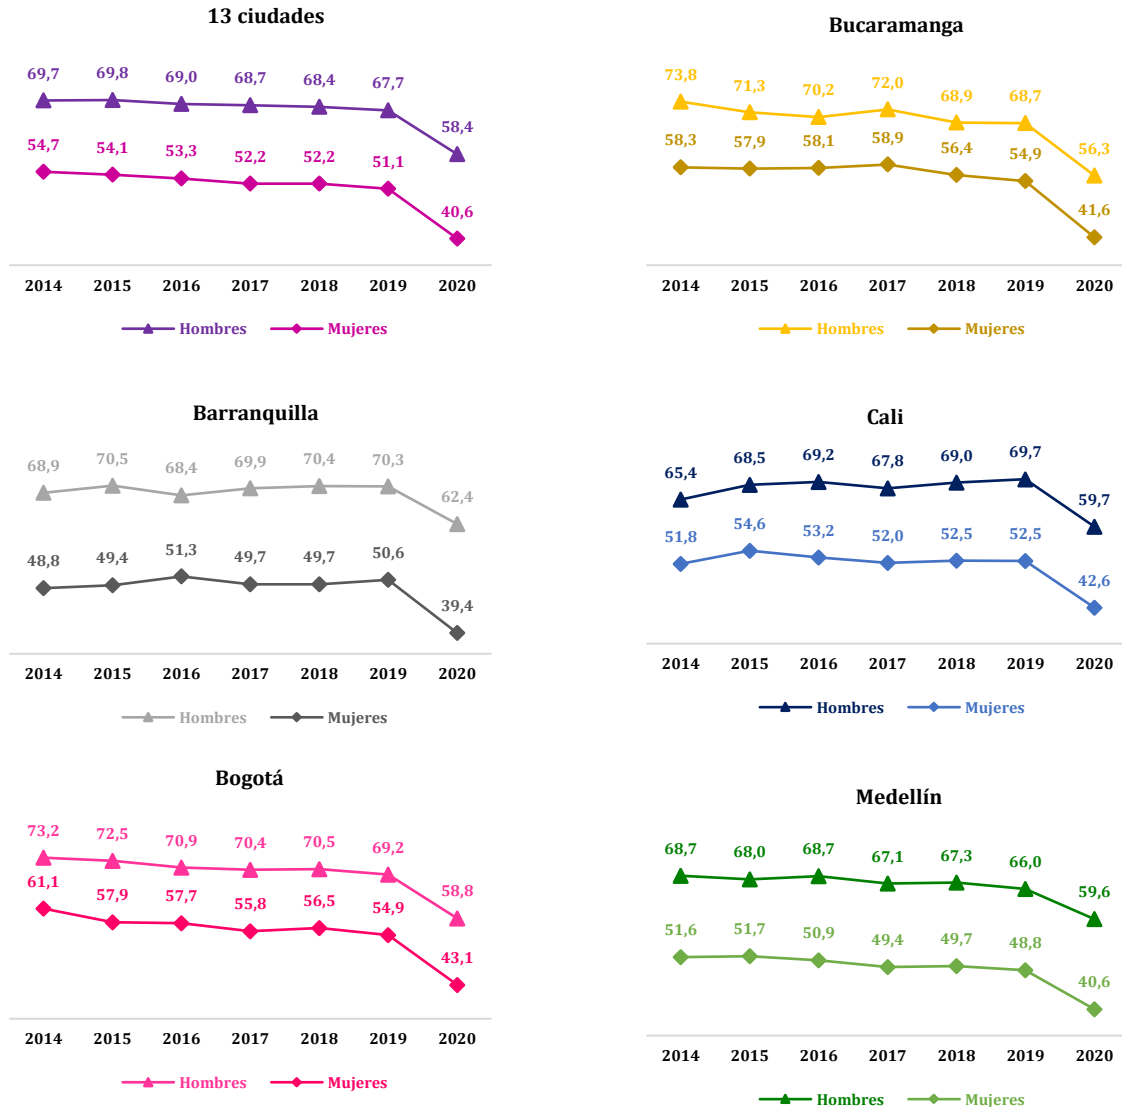 13 ciudades
69,7 69,8 69,0 68,7 68,4 67,7 58,4
54,7 54,1 53,3 52,2 52,2 51,1 40,6
2014 2015 2016 2017 2018 2019 2020
Hombres Mujeres
Bucaramanga
73,8 71,3 70,2 72,0 68,9 68,7 56,3
58,3 57,9 58,1 58,9 56,4 54,9 41,6
2014 2015 2016 2017 2018 2019 2020
Hombres Mujeres
Barranquilla
68,9 70,5 68,4 69,9 70,4 70,3 62,4
48,8 49,4 51,3 49,7 49,7 50,6 39,4
2014 2015 2016 2017 2018 2019 2020
Hombres Mujeres
Cali
65,4 68,5 69,2 67,8 69,0 69,7 59,7
51,8 54,6 53,2 52,0 52,5 52,5 42,6
2014 2015 2016 2017 2018 2019 2020
Hombres Mujeres
Bogotá
73,2 72,5 70,9 70,4 70,5 69,2 58,8
61,1 57,9 57,7 55,8 56,5 54,9 43,1
2014 2015 2016 2017 2018 2019 2020
Hombres Mujeres
Medellín
68,7 68,0 68,7 67,1 67,3 66,0 59,6
51,6 51,7 50,9 49,4 49,7 48,8 40,6
2014 2015 2016 2017 2018 2019 2020
Hombres Mujeres